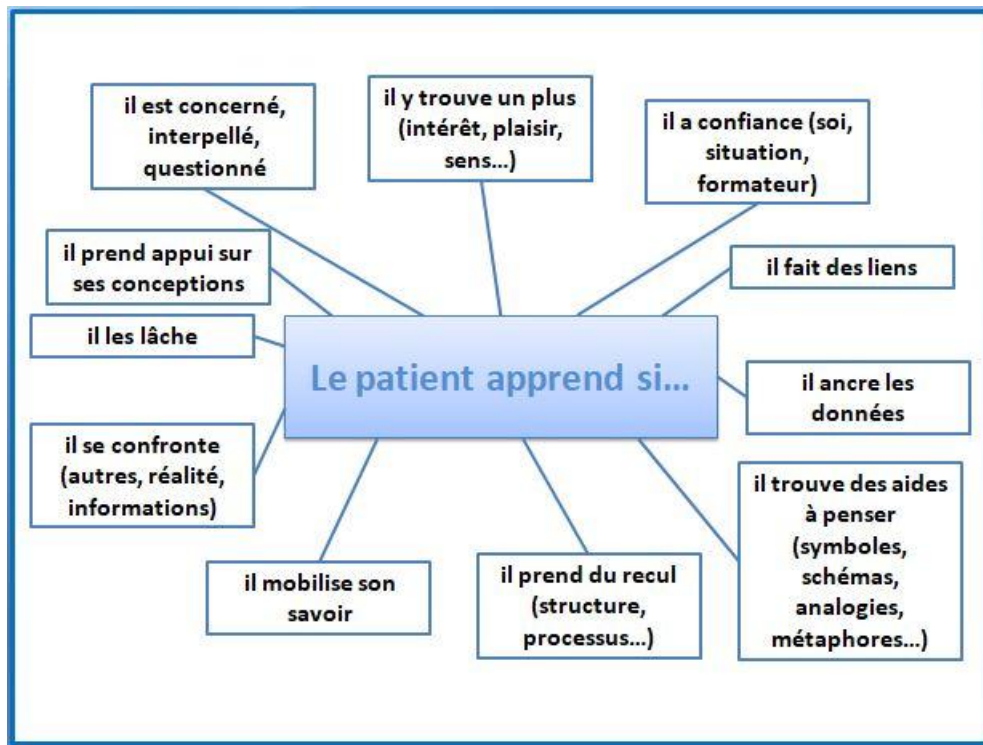 il est concerné,
interpellé,
questionné
il y trouve un plus
(intérêt, plaisir,
sens…)
il a confiance (soi,
situation,
formateur)
il prend appui sur
ses conceptions
il fait des liens
il les lâche
Le patient apprend si…
il ancre les
données
il se confronte
(autres, réalité,
informations)
il trouve des aides
à penser
(symboles,
schémas,
analogies,
métaphores…)
il mobilise son
savoir
il prend du recul
(structure,
processus…)